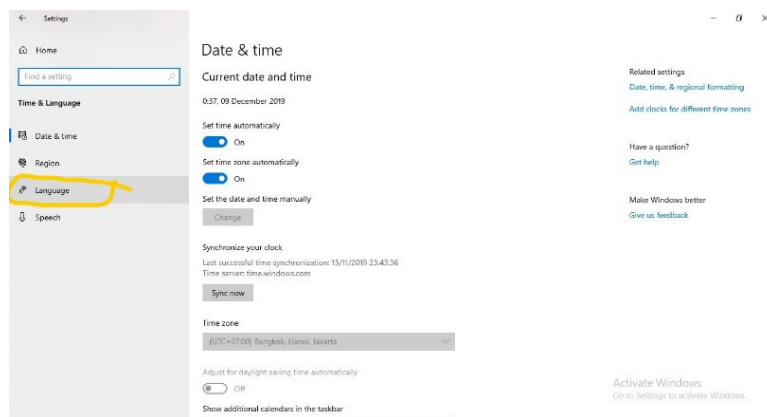 Settings
Home
Find a setting
Time & Language
Date & time
Region
Language
Speech
Date & time
Current date and time
0:37, 09 December 2019
Set time automatically
On
Set time zone automatically
On
Set the date and time manually
Change
Synchronize your clock
Last successful time synchronization: 15/11/2019 23:43:36
Time server: time.windows.com
Sync now
Time zone
(UTC+07:00) Bangkok, Hanoi, Jakarta
Adjust for daylight saving time automatically
Off
Show additional calendars in the taskbar
Related settings
Date, time, & regional formatting
Add clocks for different time zones
Have a question?
Get help
Make Windows better
Give us feedback
Activate Windows
Go to Settings to activate Windows.